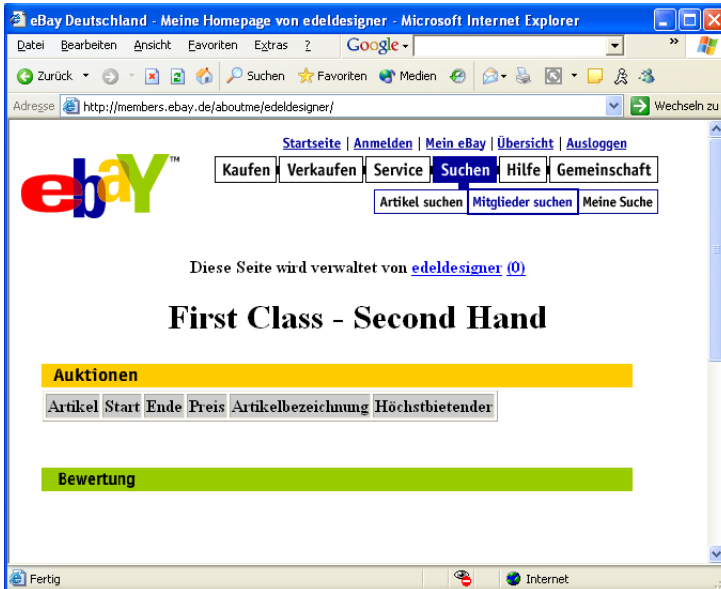 eBay Deutschland - Meine Homepage von edeldesigner - Microsoft Internet Explorer
Datei Bearbeiten Ansicht Favoriten Extras ? Google »
Zurück Suchen Favoriten Medien
Adresse http://members.ebay.de/aboutme/edeldesigner/ Wechseln zu
Startseite | Anmelden | Mein eBay | Übersicht | Ausloggen
ebaY™
Kaufen Verkaufen Service Suchen Hilfe Gemeinschaft
Artikel suchen Mitglieder suchen Meine Suche
Diese Seite wird verwaltet von edeldesigner (0)
First Class - Second Hand
Auktionen
Artikel Start Ende Preis Artikelbezeichnung Höchstbietender
Bewertung
Fertig Internet